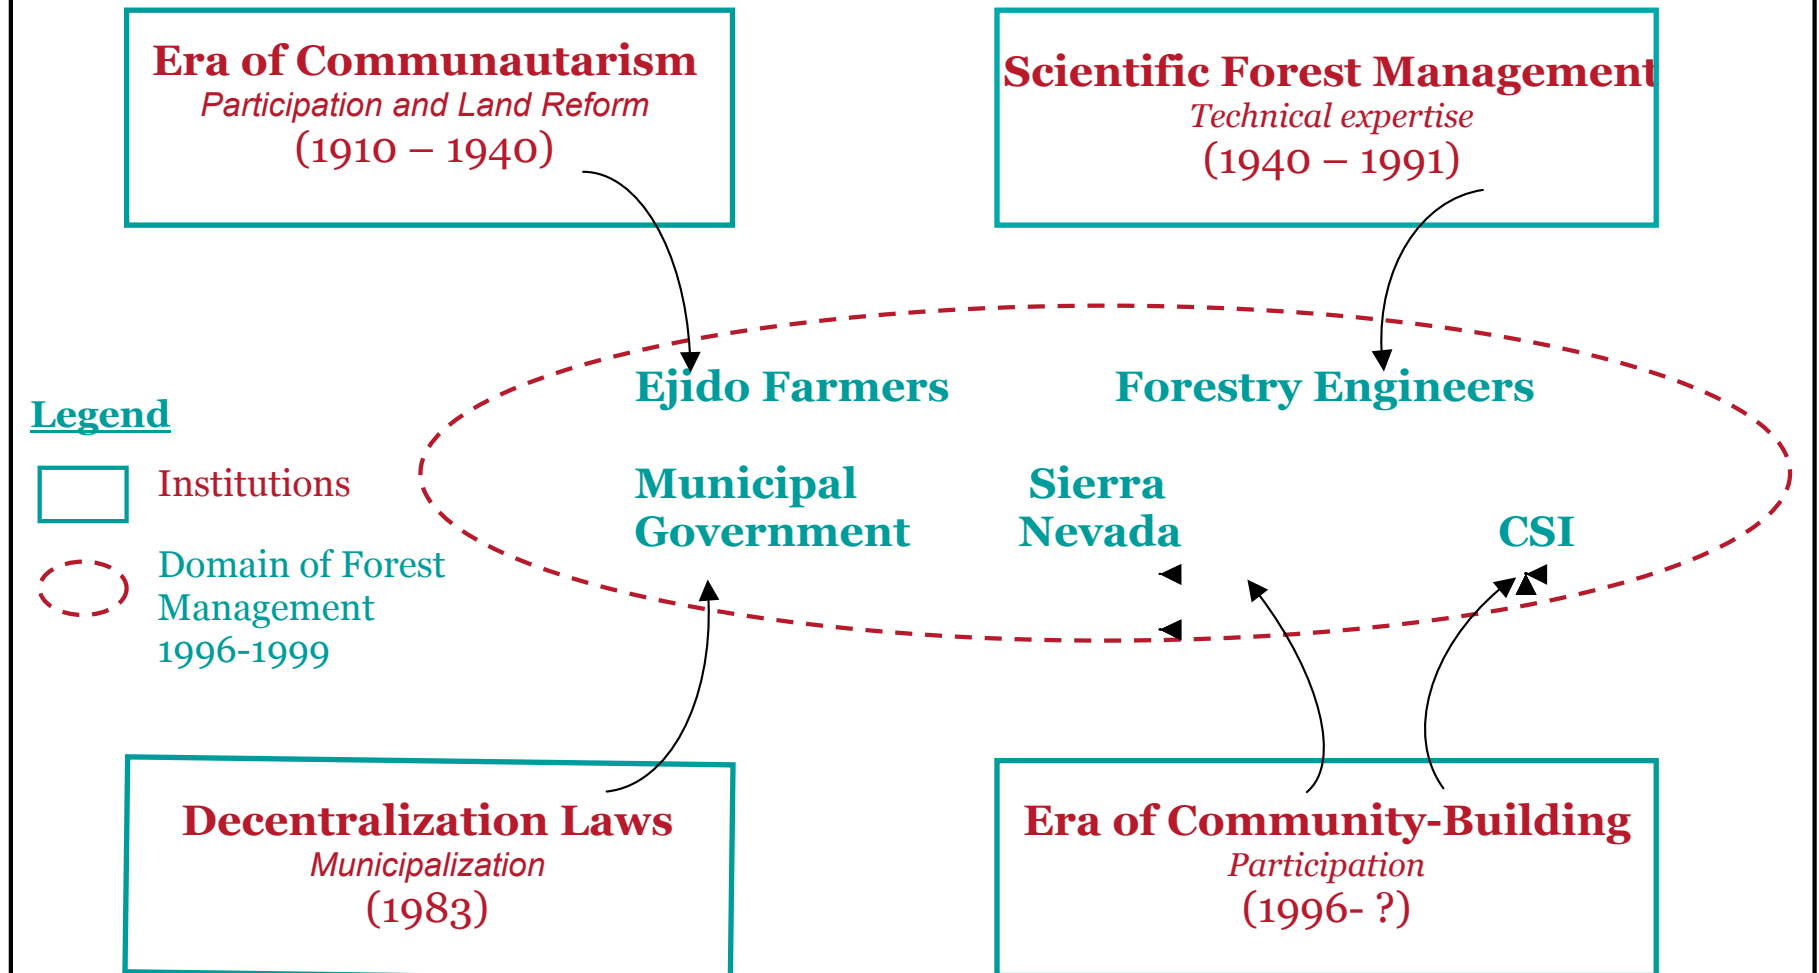 Era of Communautarism
Participation and Land Reform
(1910 – 1940)
Scientific Forest Management
Technical expertise
(1940 – 1991)
Ejido Farmers
Forestry Engineers
Legend
Institutions
Domain of Forest
Management
1996-1999
Municipal
Government
Sierra
Nevada
CSI
Decentralization Laws
Municipalization
(1983)
Era of Community-Building
Participation
(1996- ?)